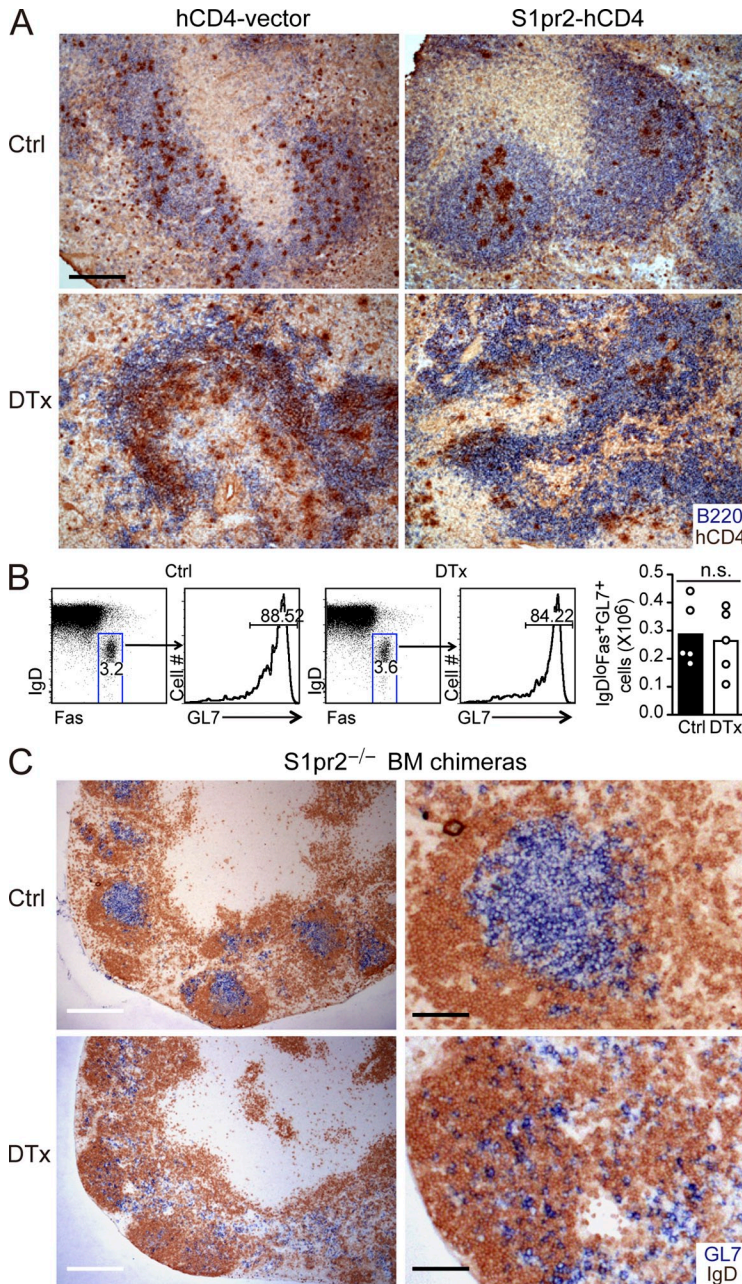 A
hCD4-vector
S1pr2-hCD4
Ctrl
DTx
B220
hCD4
B
Ctrl
DTx
n.s.
IgD
3.2
Fas
Cell #
88.52
GL7
IgD
3.6
Fas
Cell #
84.22
GL7
IgDloFas+GL7+
cells (X10⁶)
0.5
0.4
0.3
0.2
0.1
0.0
Ctrl DTx
C
S1pr2–/– BM chimeras
Ctrl
DTx
GL7
IgD